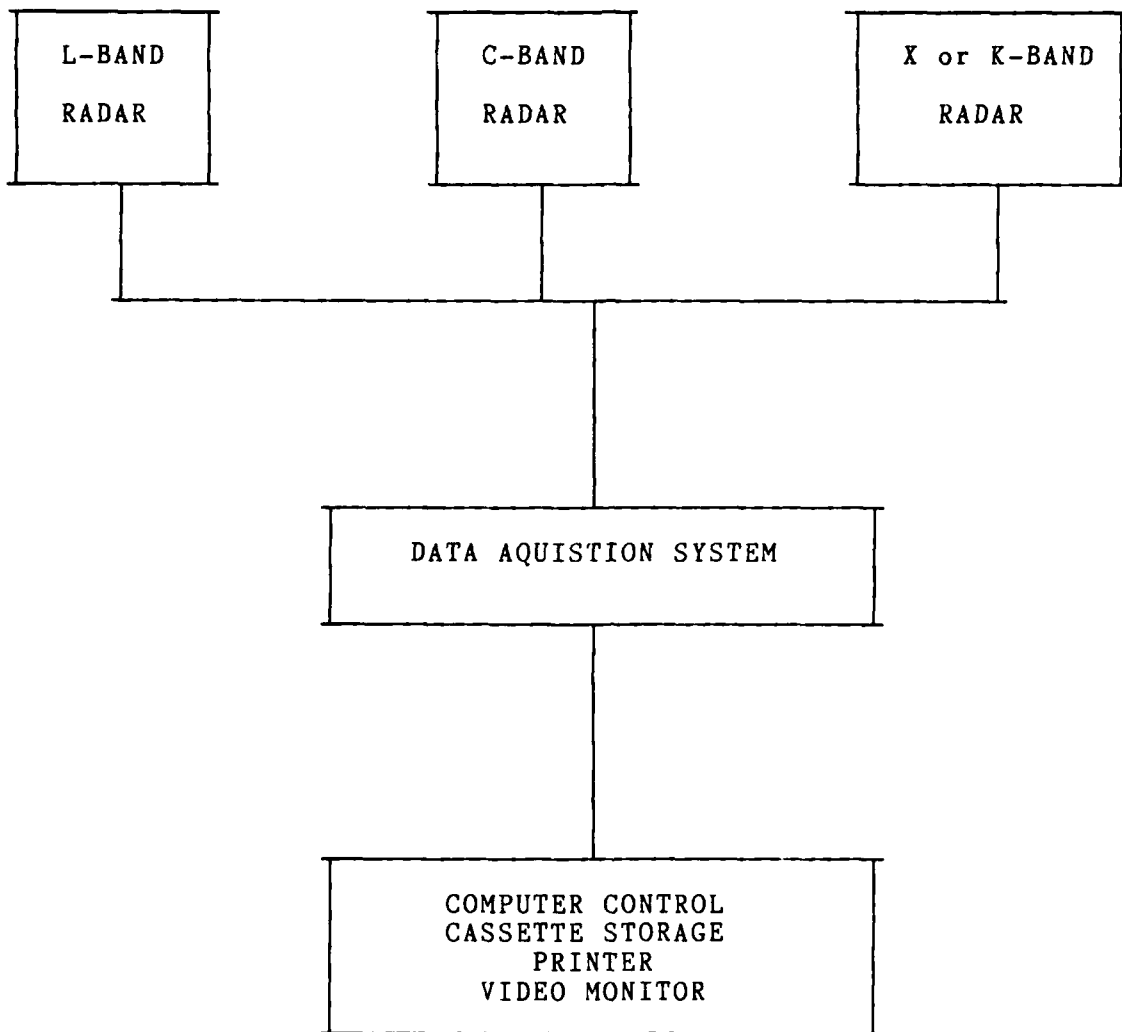 L-BAND
RADAR
C-BAND
RADAR
X or K-BAND
RADAR
DATA AQUISTION SYSTEM
COMPUTER CONTROL
CASSETTE STORAGE
PRINTER
VIDEO MONITOR